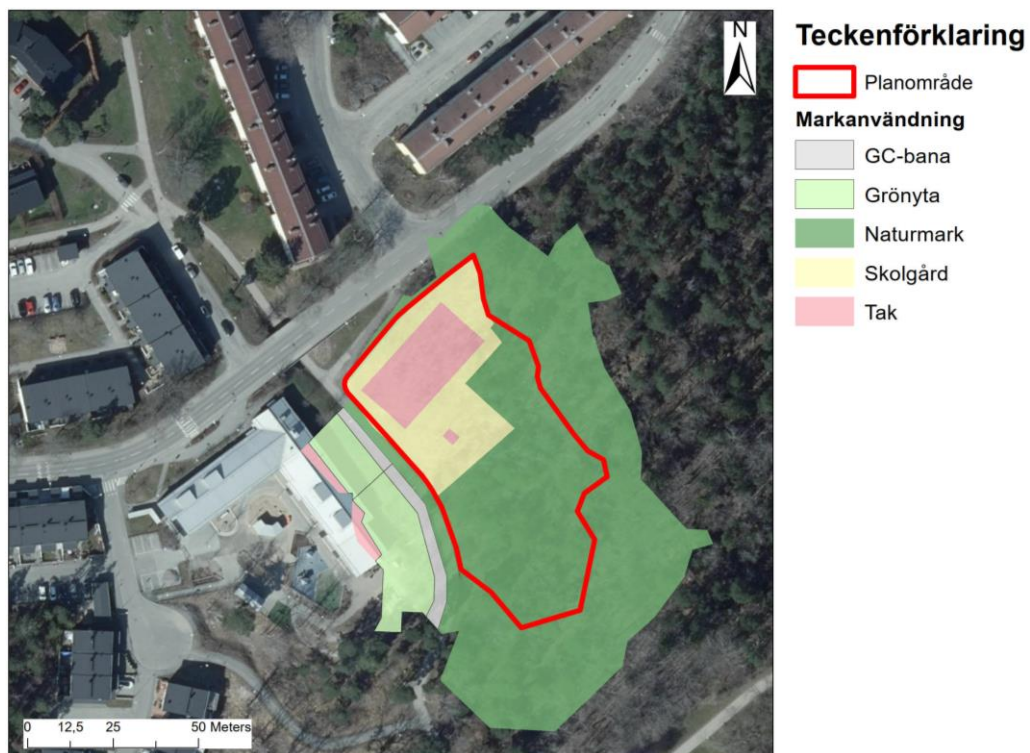 N
Teckenförklaring
Planområde
Markanvändning
GC-bana
Grönyta
Naturmark
Skolgård
Tak
0 12,5 25 50 Meters